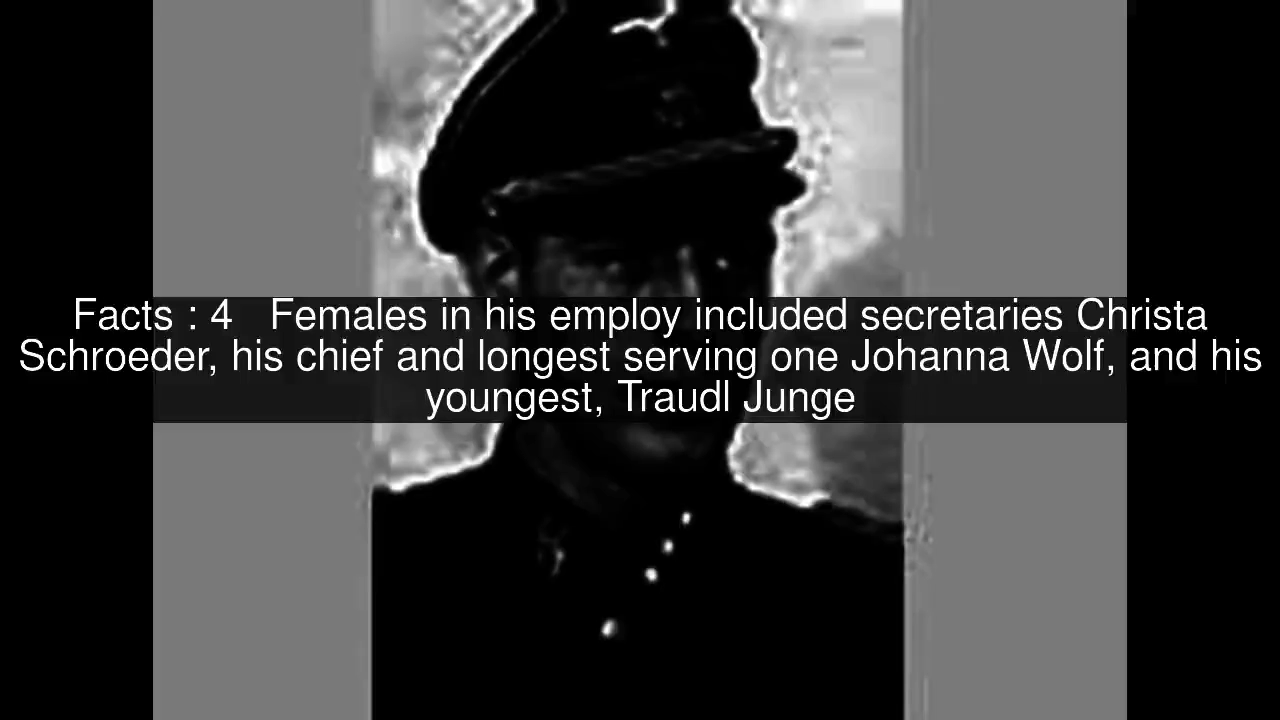 Facts : 4   Females in his employ included secretaries Christa
Schroeder, his chief and longest serving one Johanna Wolf, and his
youngest, Traudl Junge